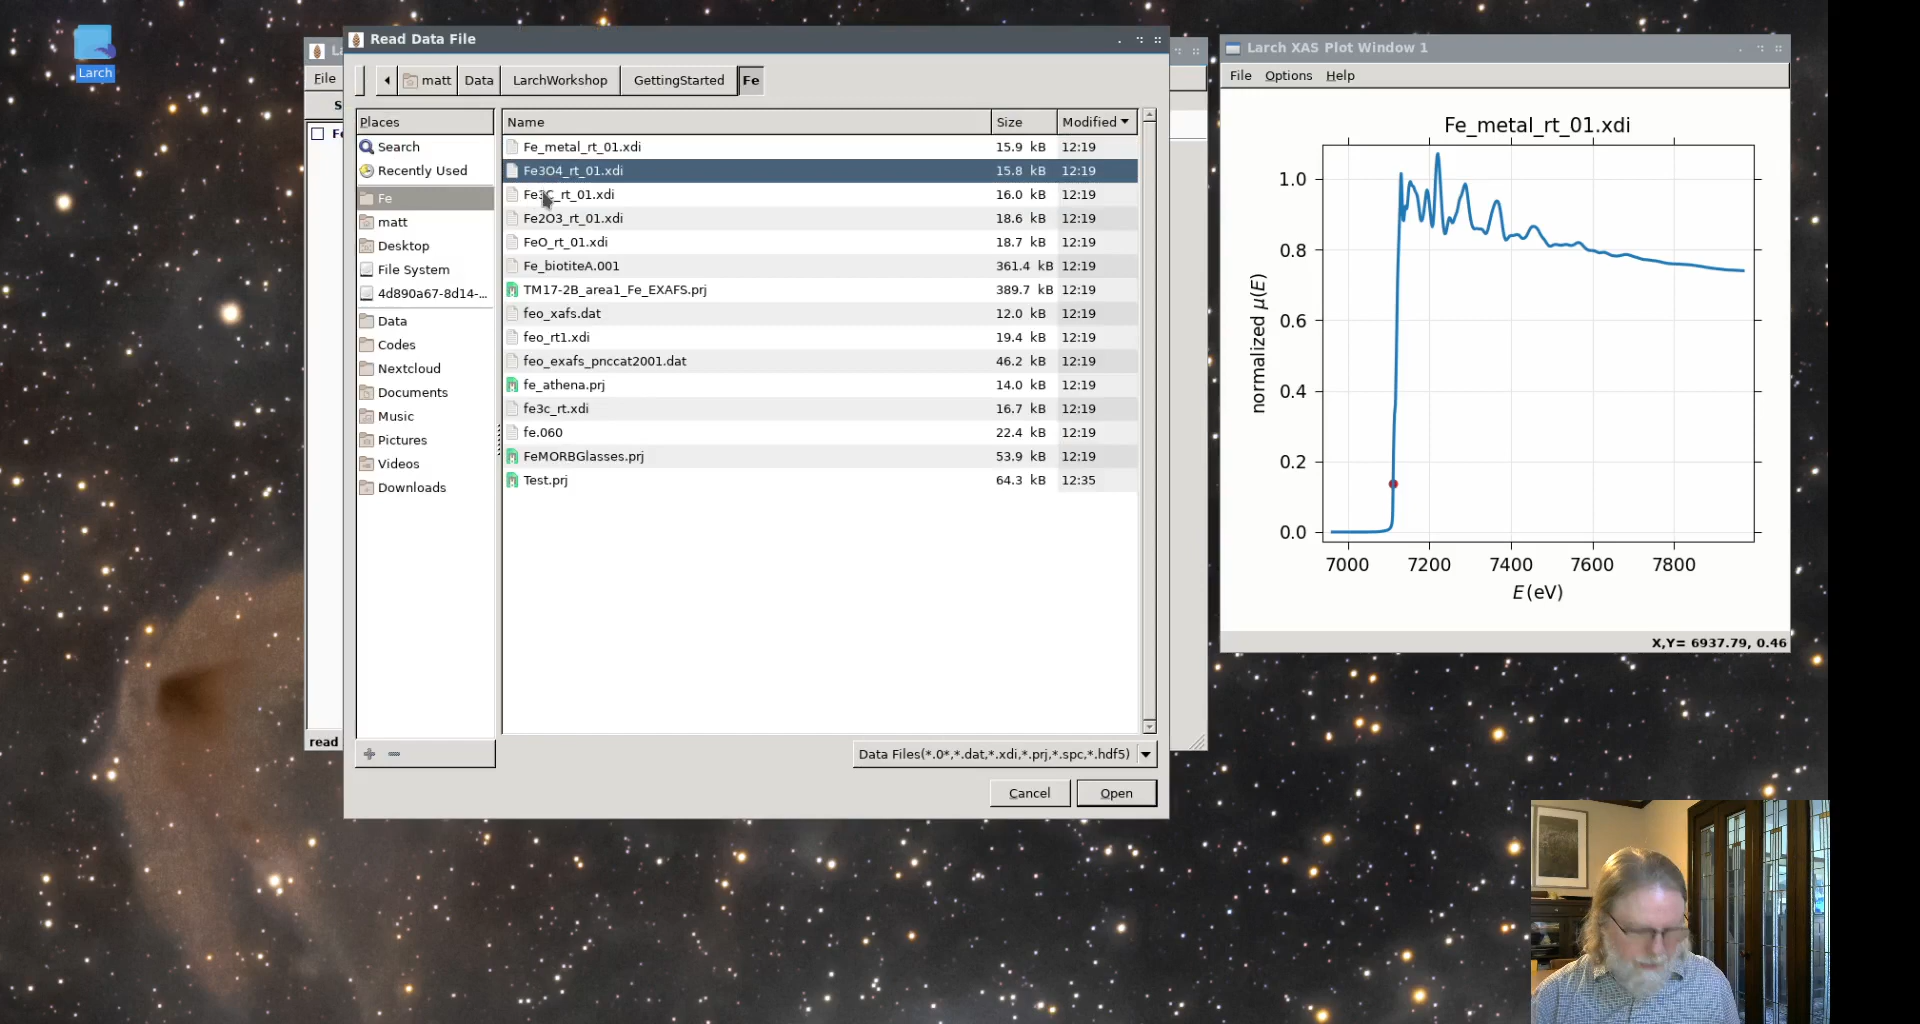 Larch
Read Data File
File
matt
Data
LarchWorkshop
GettingStarted
Fe
Places
Search
Recently Used
Fe
matt
Desktop
File System
4d890a67-8d14-...
Data
Codes
Nextcloud
Documents
Music
Pictures
Videos
Downloads
Name Size Modified
Fe_metal_rt_01.xdi 15.9 kB 12:19
Fe3O4_rt_01.xdi 15.8 kB 12:19
Fe3C_rt_01.xdi 16.0 kB 12:19
Fe2O3_rt_01.xdi 18.6 kB 12:19
FeO_rt_01.xdi 18.7 kB 12:19
Fe_biotiteA.001 361.4 kB 12:19
TM17-2B_area1_Fe_EXAFS.prj 389.7 kB 12:19
feo_xafs.dat 12.0 kB 12:19
feo_rt1.xdi 19.4 kB 12:19
feo_exafs_pnccat2001.dat 46.2 kB 12:19
fe_athena.prj 14.0 kB 12:19
fe3c_rt.xdi 16.7 kB 12:19
fe.060 22.4 kB 12:19
FeMORBGlasses.prj 53.9 kB 12:19
Test.prj 64.3 kB 12:35
read
Data Files(*.0*,*.dat,*.xdi,*.prj,*.spc,*.hdf5)
Cancel
Open
Larch XAS Plot Window 1
File Options Help
Fe_metal_rt_01.xdi
1.0
0.8
0.6
0.4
0.2
0.0
normalized μ(E)
7000 7200 7400 7600 7800
E (eV)
X,Y= 6937.79, 0.46